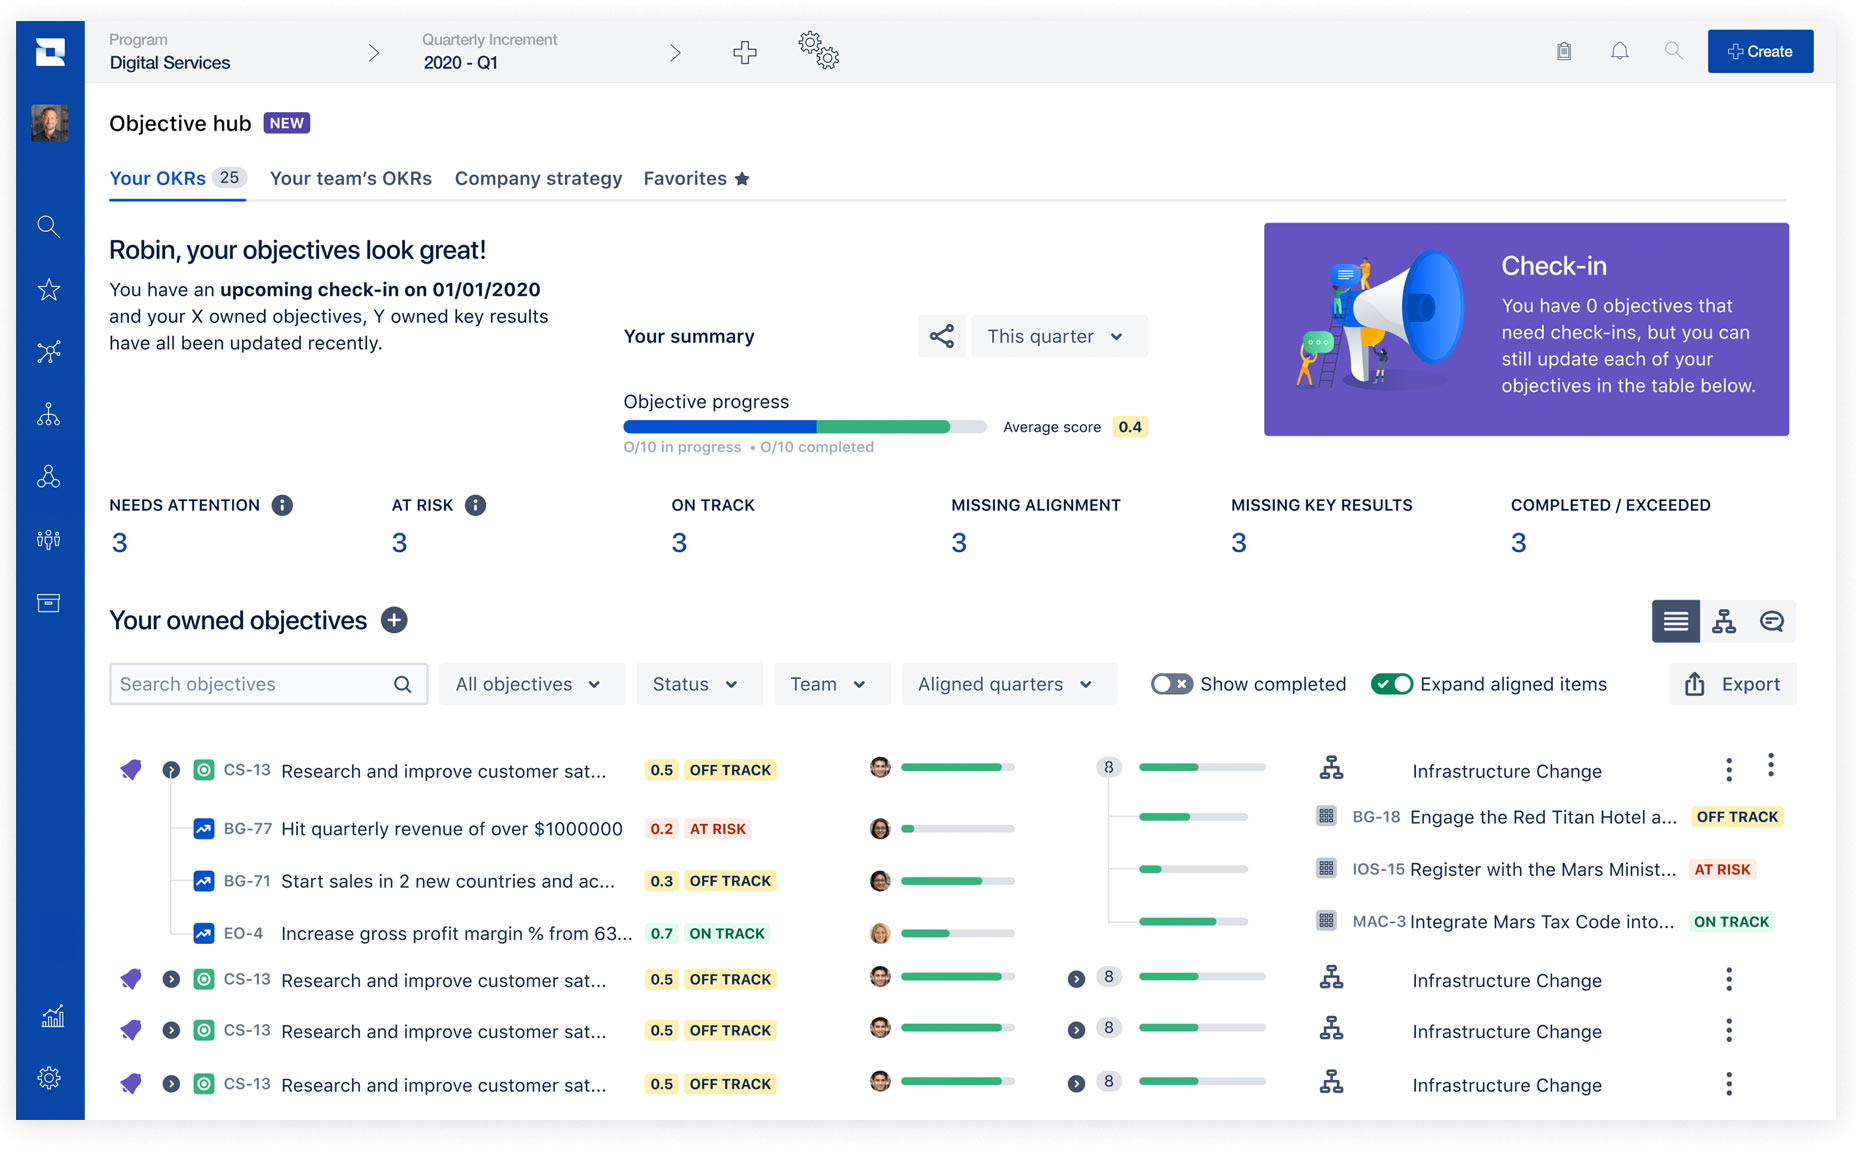 Program
Digital Services
Quarterly Increment
2020 - Q1
Create
Objective hub NEW
Your OKRs 25 Your team's OKRs Company strategy Favorites
Robin, your objectives look great!
You have an upcoming check-in on 01/01/2020
and your X owned objectives, Y owned key results
have all been updated recently.
Your summary
This quarter
Objective progress
Average score 0.4
0/10 in progress • 0/10 completed
Check-in
You have 0 objectives that
need check-ins, but you can
still update each of your
objectives in the table below.
NEEDS ATTENTION
3
AT RISK
3
ON TRACK
3
MISSING ALIGNMENT
3
MISSING KEY RESULTS
3
COMPLETED / EXCEEDED
3
Your owned objectives
Search objectives All objectives Status Team Aligned quarters Show completed Expand aligned items Export
CS-13 Research and improve customer sat... 0.5 OFF TRACK 8 Infrastructure Change
BG-18 Engage the Red Titan Hotel a... OFF TRACK
BG-77 Hit quarterly revenue of over $1000000 0.2 AT RISK
IOS-15 Register with the Mars Minist... AT RISK
BG-71 Start sales in 2 new countries and ac... 0.3 OFF TRACK
MAC-3 Integrate Mars Tax Code into... ON TRACK
EO-4 Increase gross profit margin % from 63... 0.7 ON TRACK
CS-13 Research and improve customer sat... 0.5 OFF TRACK 8 Infrastructure Change
CS-13 Research and improve customer sat... 0.5 OFF TRACK 8 Infrastructure Change
CS-13 Research and improve customer sat... 0.5 OFF TRACK 8 Infrastructure Change